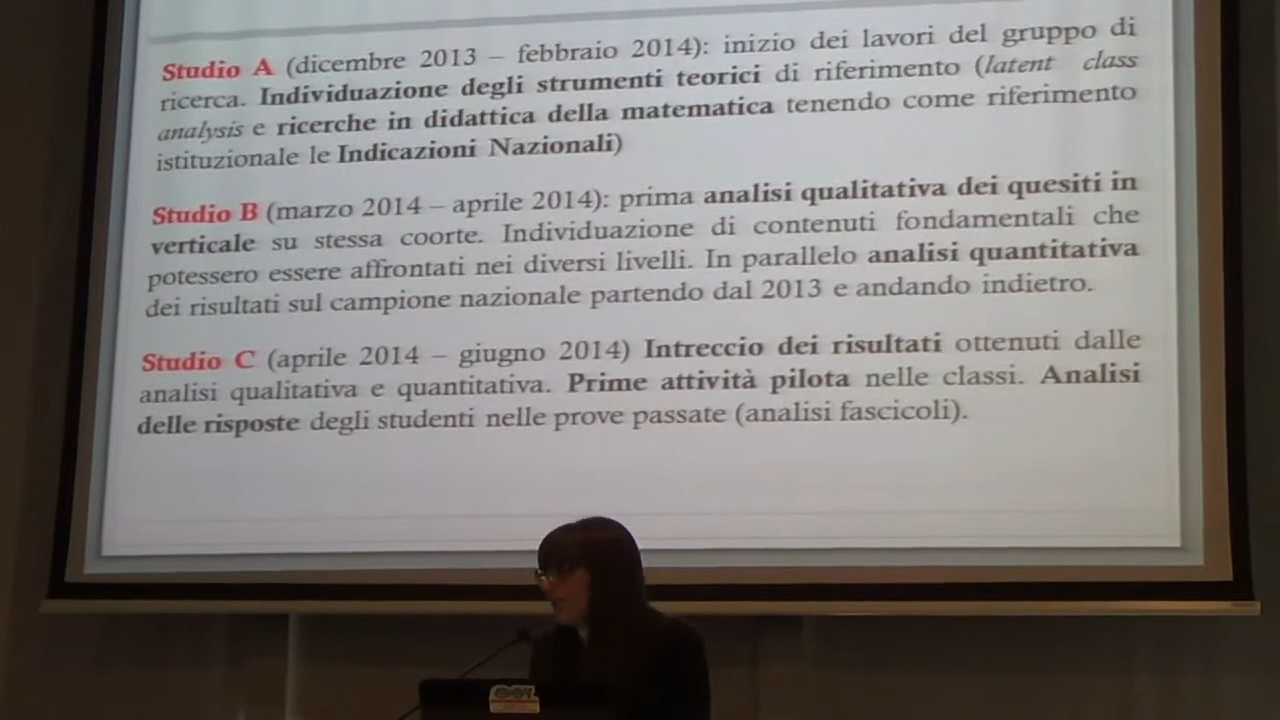 Studio A (dicembre 2013 – febbraio 2014): inizio dei lavori del gruppo di
ricerca. Individuazione degli strumenti teorici di riferimento (latent class
analysis e ricerche in didattica della matematica tenendo come riferimento
istituzionale le Indicazioni Nazionali)
Studio B (marzo 2014 – aprile 2014): prima analisi qualitativa dei quesiti in
verticale su stessa coorte. Individuazione di contenuti fondamentali che
potessero essere affrontati nei diversi livelli. In parallelo analisi quantitativa
dei risultati sul campione nazionale partendo dal 2013 e andando indietro.
Studio C (aprile 2014 – giugno 2014) Intreccio dei risultati ottenuti dalle
analisi qualitativa e quantitativa. Prime attività pilota nelle classi. Analisi
delle risposte degli studenti nelle prove passate (analisi fascicoli).